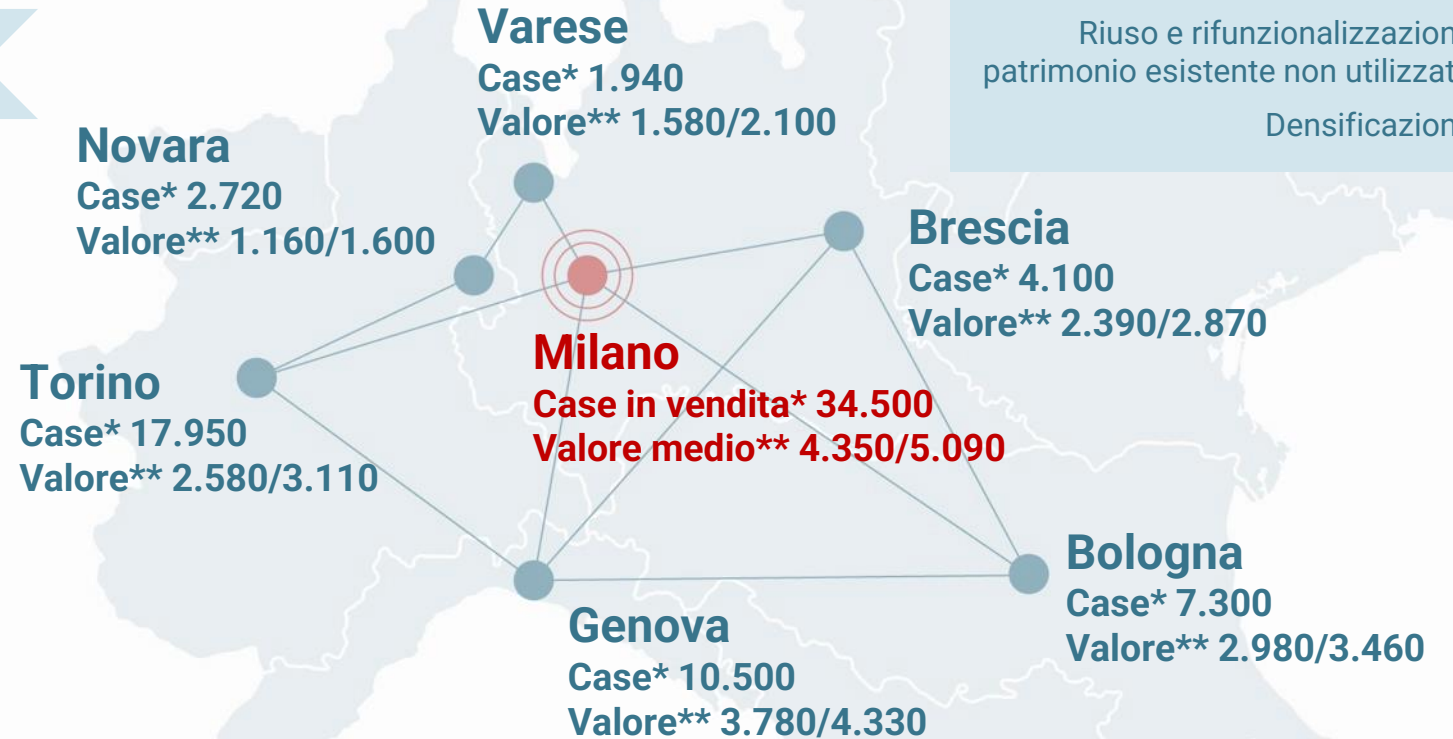 Varese
Case* 1.940
Valore** 1.580/2.100
Riuso e rifunzionalizzazion
patrimonio esistente non utilizzat
Densificazion
Novara
Case* 2.720
Valore** 1.160/1.600
Brescia
Case* 4.100
Valore** 2.390/2.870
Milano
Case in vendita* 34.500
Valore medio** 4.350/5.090
Torino
Case* 17.950
Valore** 2.580/3.110
Bologna
Case* 7.300
Valore** 2.980/3.460
Genova
Case* 10.500
Valore** 3.780/4.330